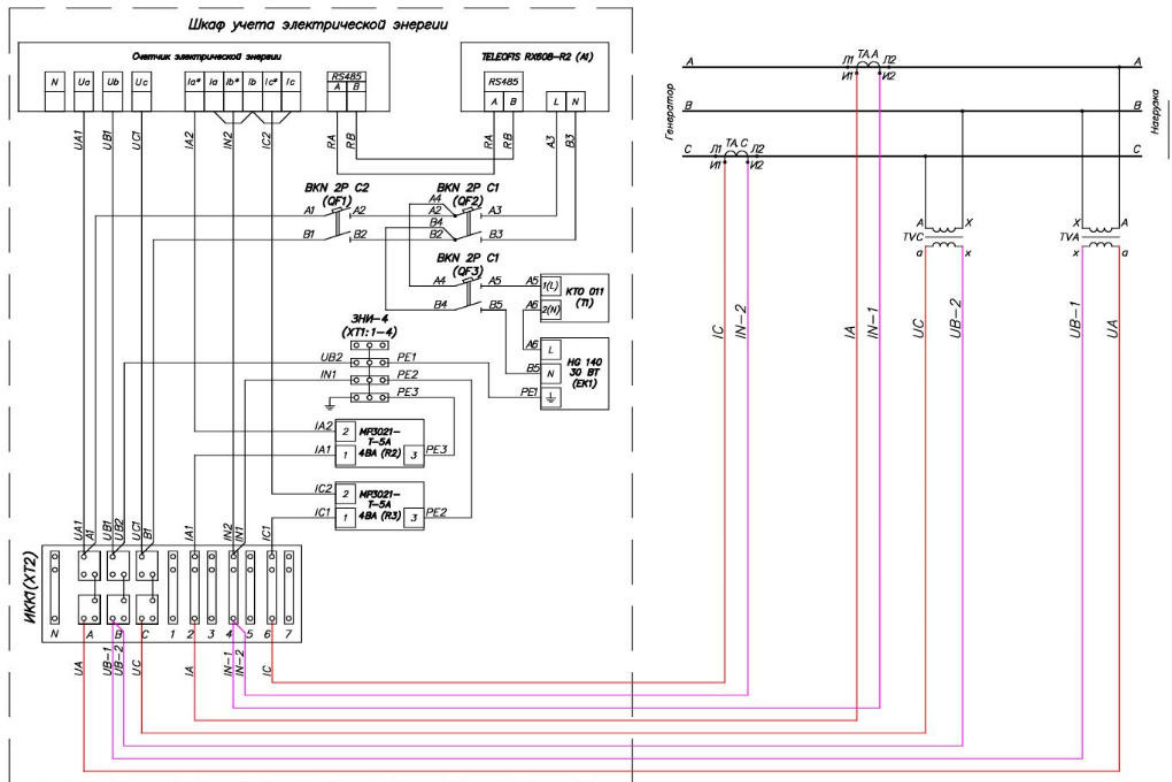 Шкаф учета электрической энергии
Счетчик электрической энергии
N Ua Ub Uc Ia* Ia Ib* Ib Ic* Ic
RS485
A B
TELEOFIS RX608-R2 (A1)
RS485
A B L N
UA1 UB1 UC1 IA2 IN2 IC2 RA RB RA RB A3 B3
BKN 2P C2
(QF1)
A1 A2
B1 B2
BKN 2P C1
(QF2)
A4
A2 A3
B4
B2 B3
BKN 2P C1
(QF3)
A4 A5
B4 B5
A5 1(L)
A6 2(N)
КТО 011
(T1)
A6 L
B5 N
PE1
HG 140
30 ВТ
(EK1)
ЗНИ-4
(XT1: 1-4)
UB2 PE1
IN1 PE2
PE3
IA2 2
IA1 1
МР3021-
Т-5А
4ВА (R2)
3 PE3
IC2 2
IC1 1
МР3021-
Т-5А
4ВА (R3)
3 PE2
UA1 A1 UB1 UB2 UC1 B1 IA1 IN2 IN1 IC1
ИКК1(XT2)
N A B C 1 2 3 4 5 6 7
UA UB-1 UB-2 UC IA IN-1 IN-2 IC
Генератор
Нагрузка
A Л1 TA.A Л2 A
И1 И2
B B
C Л1 TA.C Л2 C
И1 И2
A X
TVC
a x
X A
TVA
x a
IC IN-2 IA IN-1 UC UB-2 UB-1 UA